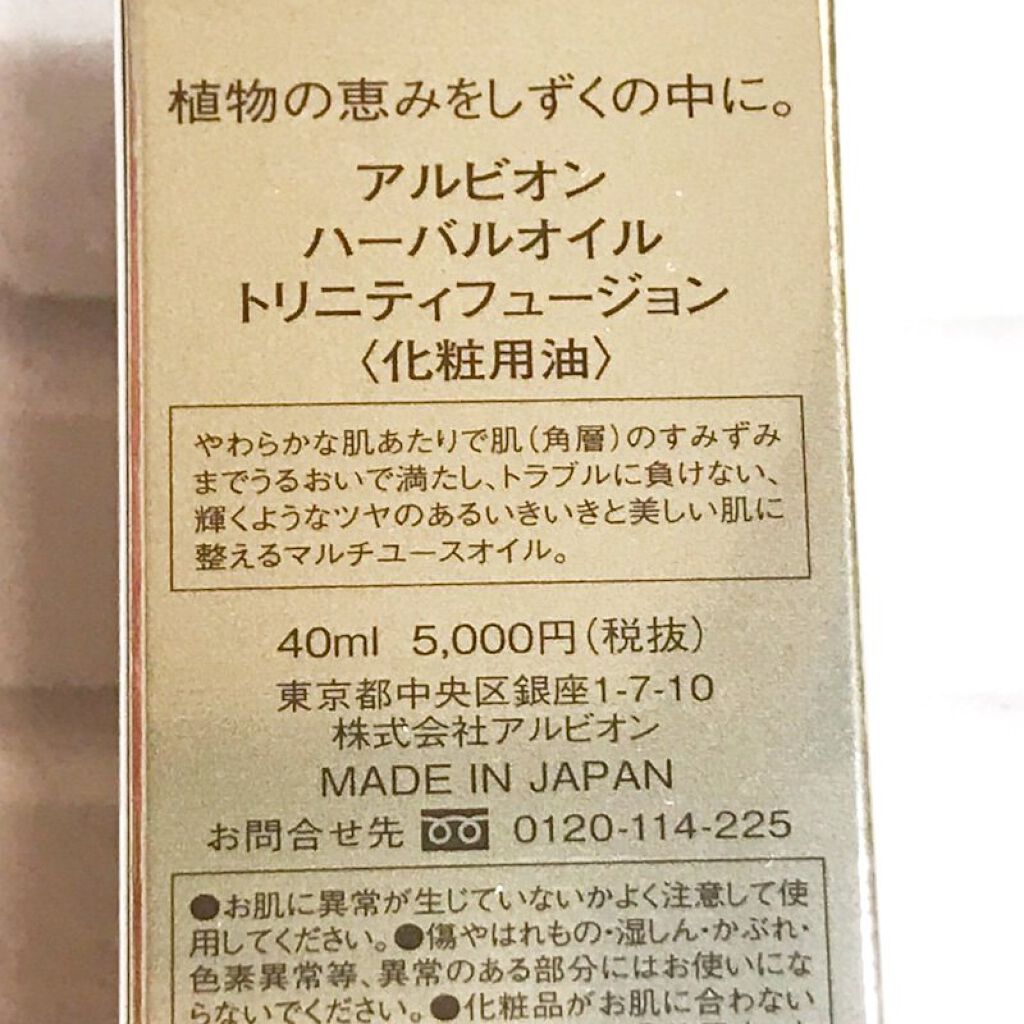 植物の恵みをしずくの中に。
アルビオン
ハーバルオイル
トリニティフュージョン
〈化粧用油〉
やわらかな肌あたりで肌(角層)のすみずみ
までうるおいで満たし、トラブルに負けない、
輝くようなツヤのあるいきいきと美しい肌に
整えるマルチユースオイル。
40ml 5,000円(税抜)
東京都中央区銀座1-7-10
株式会社アルビオン
MADE IN JAPAN
お問合せ先 0120-114-225
●お肌に異常が生じていないかよく注意して使
用してください。●傷やはれもの・湿しん・かぶれ・
色素異常等、異常のある部分にはお使いにな
らないでください。●化粧品がお肌に合わない